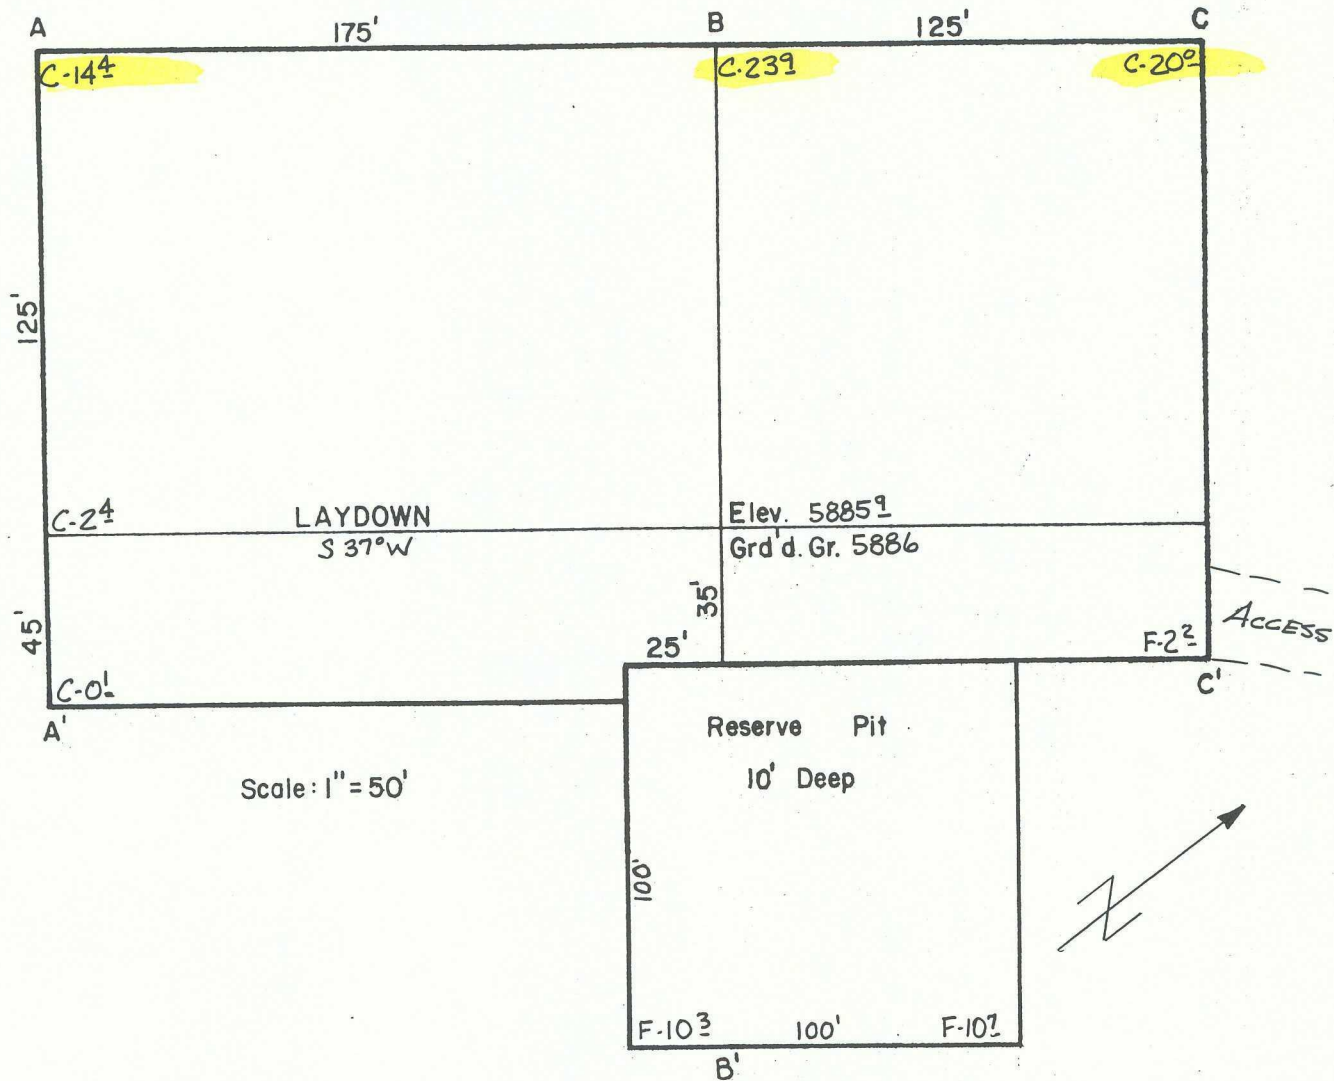 A 175' B 125' C
C-14⁴ C-23⁹ C-20⁰
125'
C-2⁴ LAYDOWN Elev. 5885⁹
S 37°W Grd'd. Gr. 5886
45' 35' ACCESS
25' F-2²
C-0¹ C'
A' Reserve Pit
Scale: 1" = 50' 10' Deep
100'
F-10³ 100' F-10⁷
B'